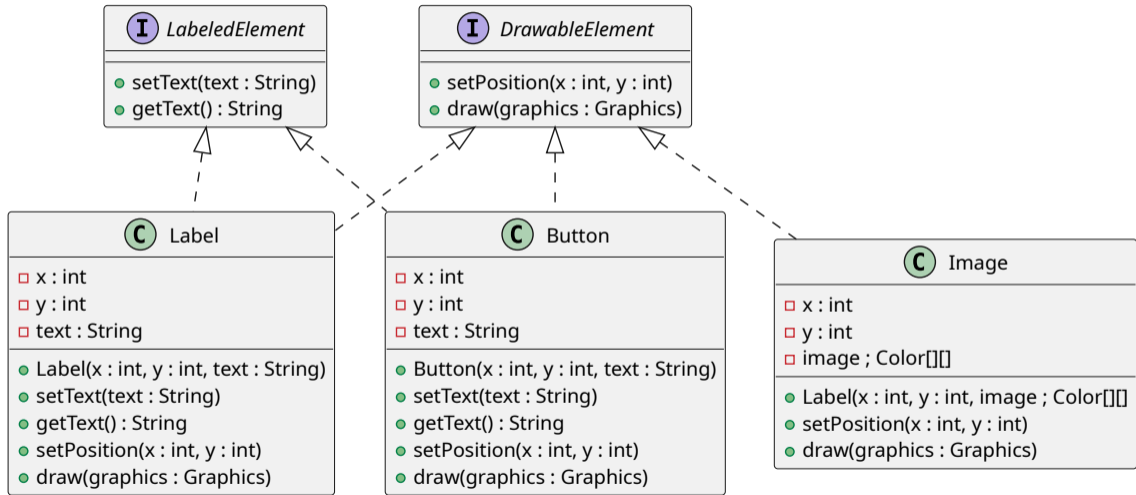 I LabeledElement
setText(text : String)
getText() : String
I DrawableElement
setPosition(x : int, y : int)
draw(graphics : Graphics)
C Label
x : int
y : int
text : String
Label(x : int, y : int, text : String)
setText(text : String)
getText() : String
setPosition(x : int, y : int)
draw(graphics : Graphics)
C Button
x : int
y : int
text : String
Button(x : int, y : int, text : String)
setText(text : String)
getText() : String
setPosition(x : int, y : int)
draw(graphics : Graphics)
C Image
x : int
y : int
image ; Color[][]
Label(x : int, y : int, image ; Color[][]
setPosition(x : int, y : int)
draw(graphics : Graphics)